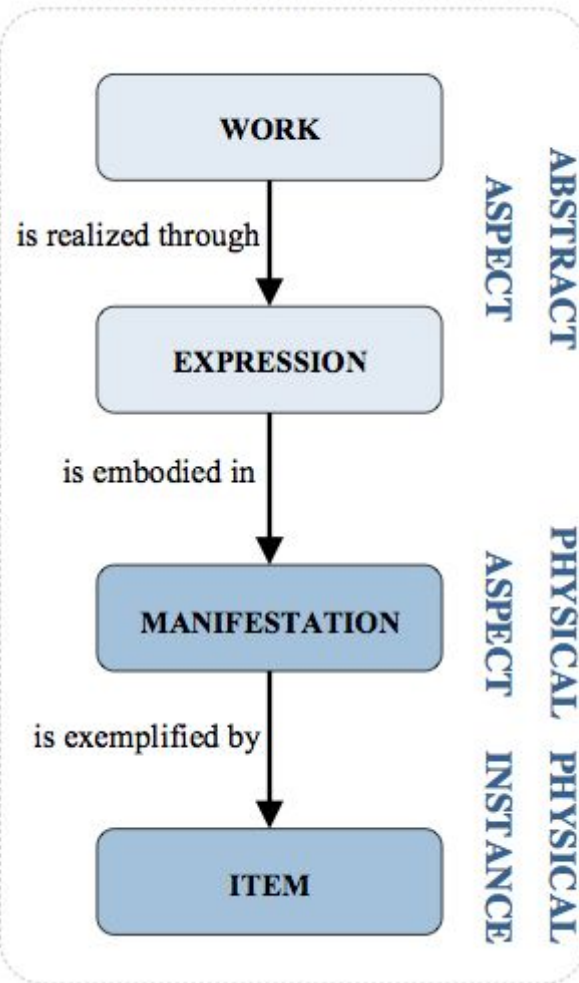 WORK
is realized through
EXPRESSION
is embodied in
MANIFESTATION
is exemplified by
ITEM
ABSTRACT
ASPECT
PHYSICAL
ASPECT
PHYSICAL
INSTANCE